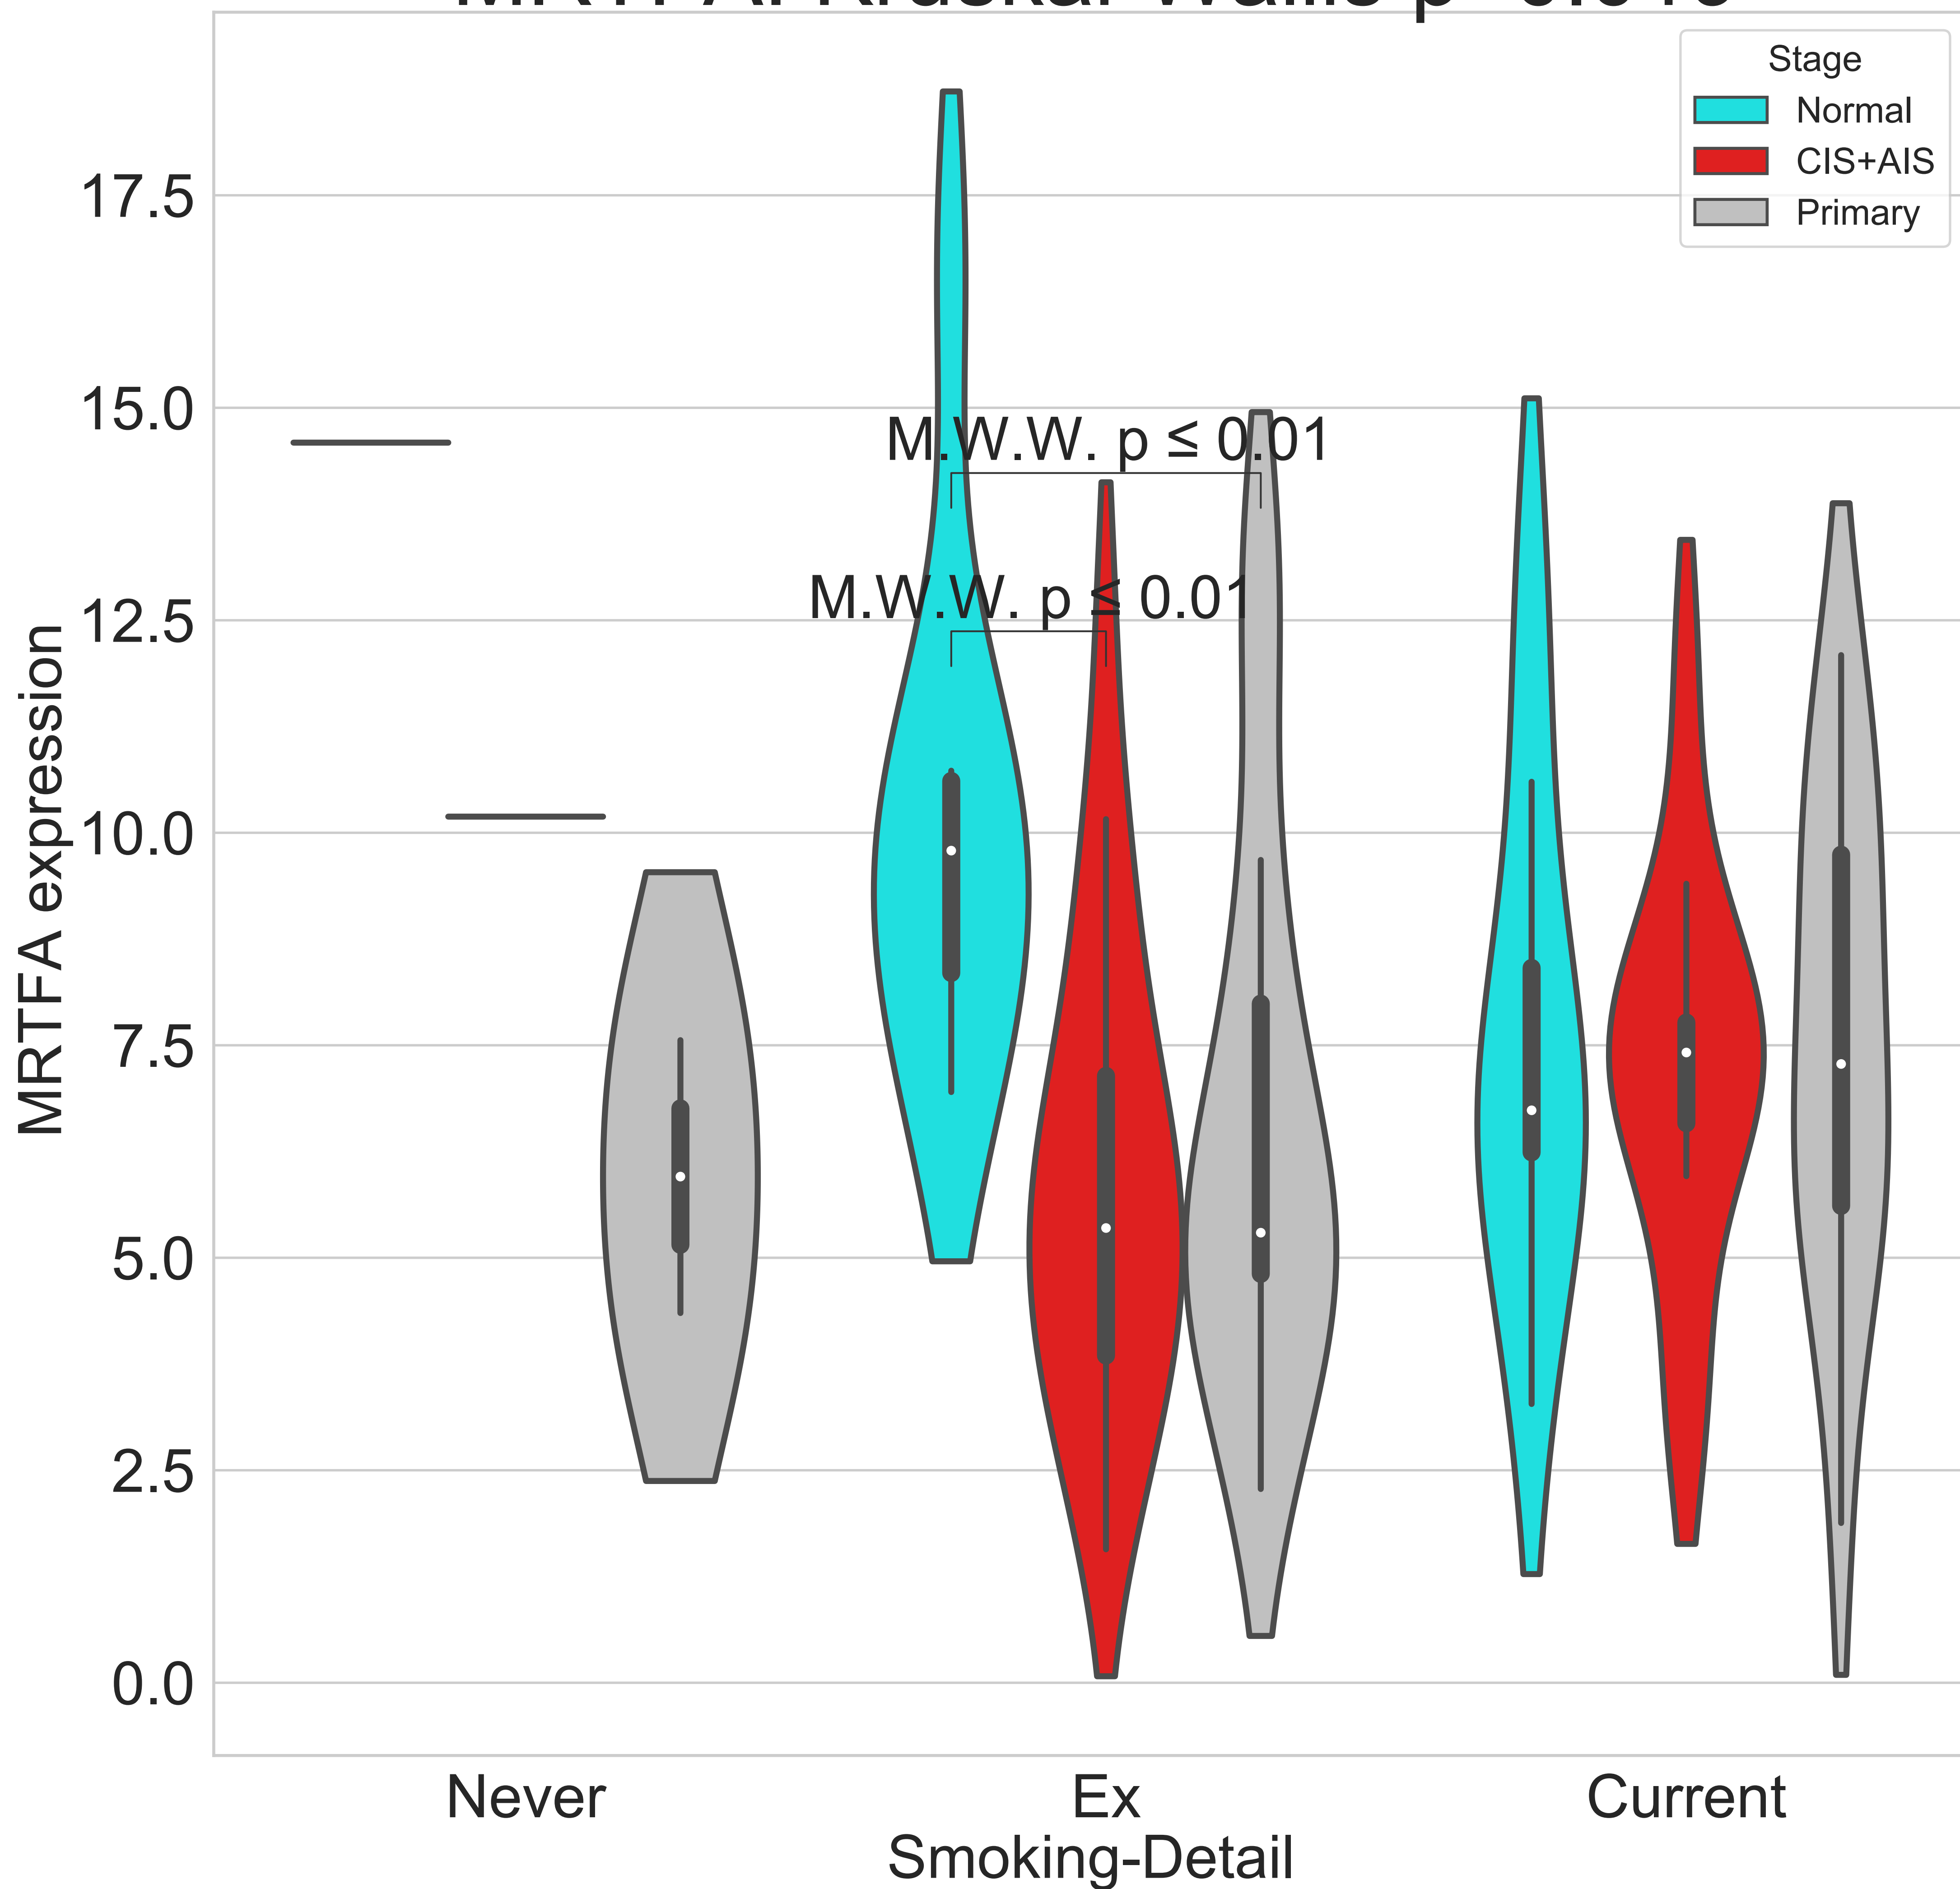 Stage
Normal
CIS+AIS
Primary
17.5
15.0
12.5
10.0
7.5
5.0
2.5
0.0
MRTFA expression
M.W.W. p ≤ 0.01
M.W.W. p ≤ 0.01
Never
Ex
Current
Smoking-Detail